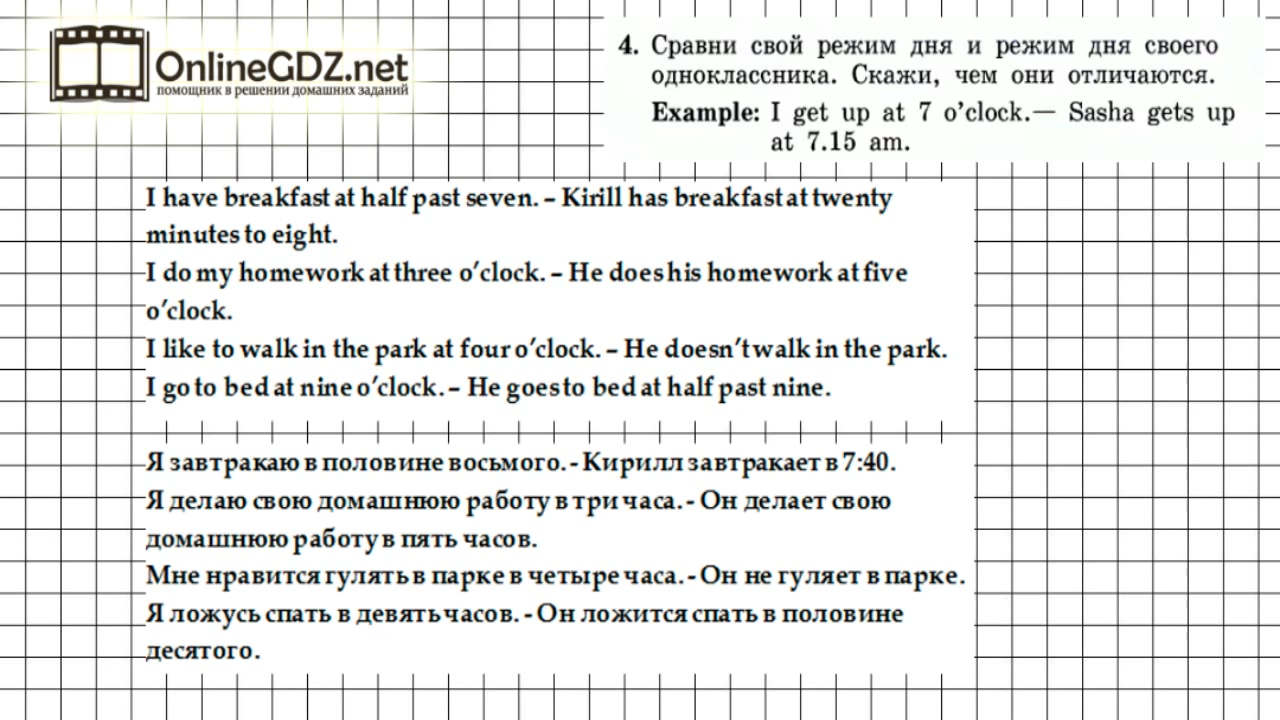 OnlineGDZ.net
помощник в решении домашних заданий
4. Сравни свой режим дня и режим дня своего
одноклассника. Скажи, чем они отличаются.
Example: I get up at 7 o’clock.— Sasha gets up
at 7.15 am.
I have breakfast at half past seven. – Kirill has breakfast at twenty
minutes to eight.
I do my homework at three o’clock. – He does his homework at five
o’clock.
I like to walk in the park at four o’clock. – He doesn’t walk in the park.
I go to bed at nine o’clock. – He goes to bed at half past nine.
Я завтракаю в половине восьмого. - Кирилл завтракает в 7:40.
Я делаю свою домашнюю работу в три часа. - Он делает свою
домашнюю работу в пять часов.
Мне нравится гулять в парке в четыре часа. - Он не гуляет в парке.
Я ложусь спать в девять часов. - Он ложится спать в половине
десятого.